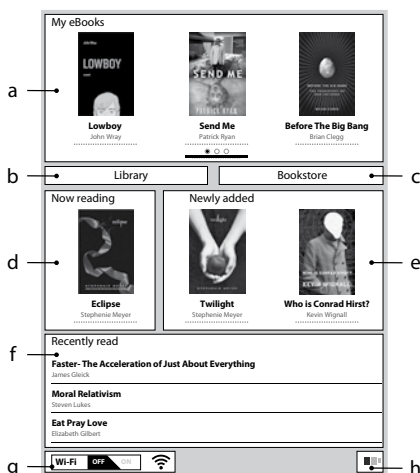 My eBooks
Lowboy
John Wray
Send Me
Patrick Ryan
Before The Big Bang
Brian Clegg
LOWBOY
SEND ME
PATRICK RYAN
a
b
Library
Bookstore
c
Now reading
Newly added
d
eclipse
twilight
KEVIN WIGNALL
e
Eclipse
Stephenie Meyer
Twilight
Stephenie Meyer
Who is Conrad Hirst?
Kevin Wignall
f
Recently read
Faster- The Acceleration of Just About Everything
James Gleick
Moral Relativism
Steven Lukes
Eat Pray Love
Elizabeth Gilbert
g
Wi-Fi OFF ON
h